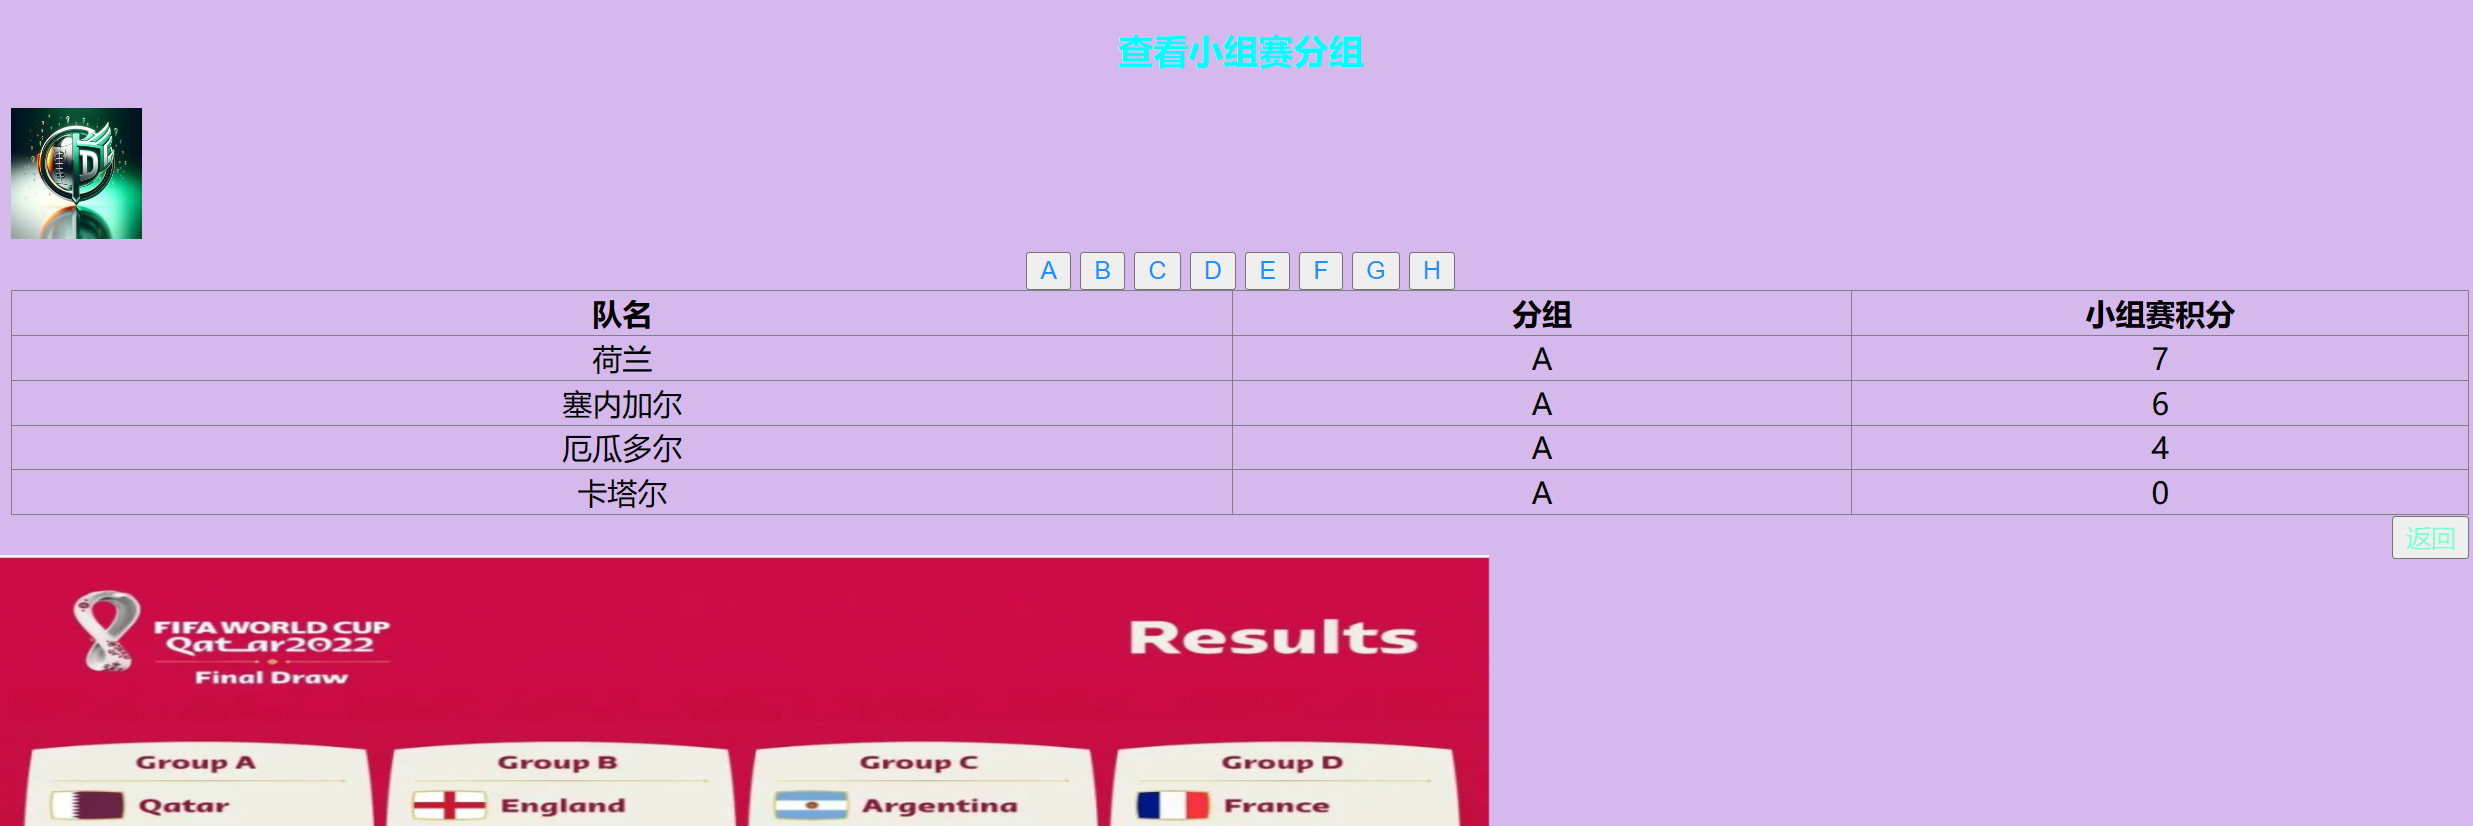 查看小组赛分组
D
A B C D E F G H
队名 分组 小组赛积分
荷兰 A 7
塞内加尔 A 6
厄瓜多尔 A 4
卡塔尔 A 0
返回
FIFA WORLD CUP
Qatar2022
Final Draw
Results
Group A Group B Group C Group D
Qatar England Argentina France